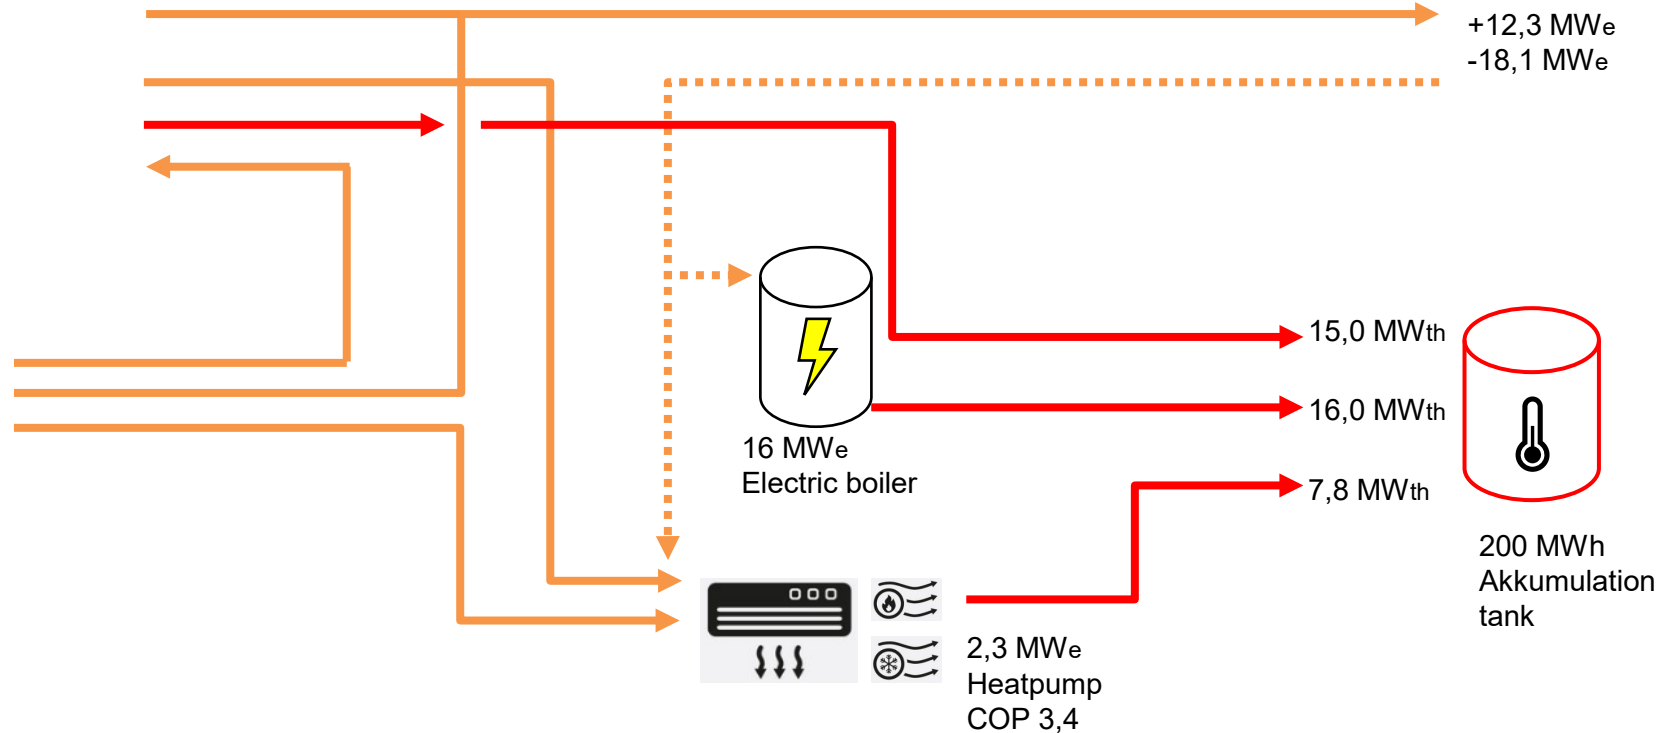 +12,3 MWe
-18,1 MWe
15,0 MWth
16,0 MWth
16 MWe
Electric boiler
7,8 MWth
200 MWh
Akkumulation
tank
2,3 MWe
Heatpump
COP 3,4